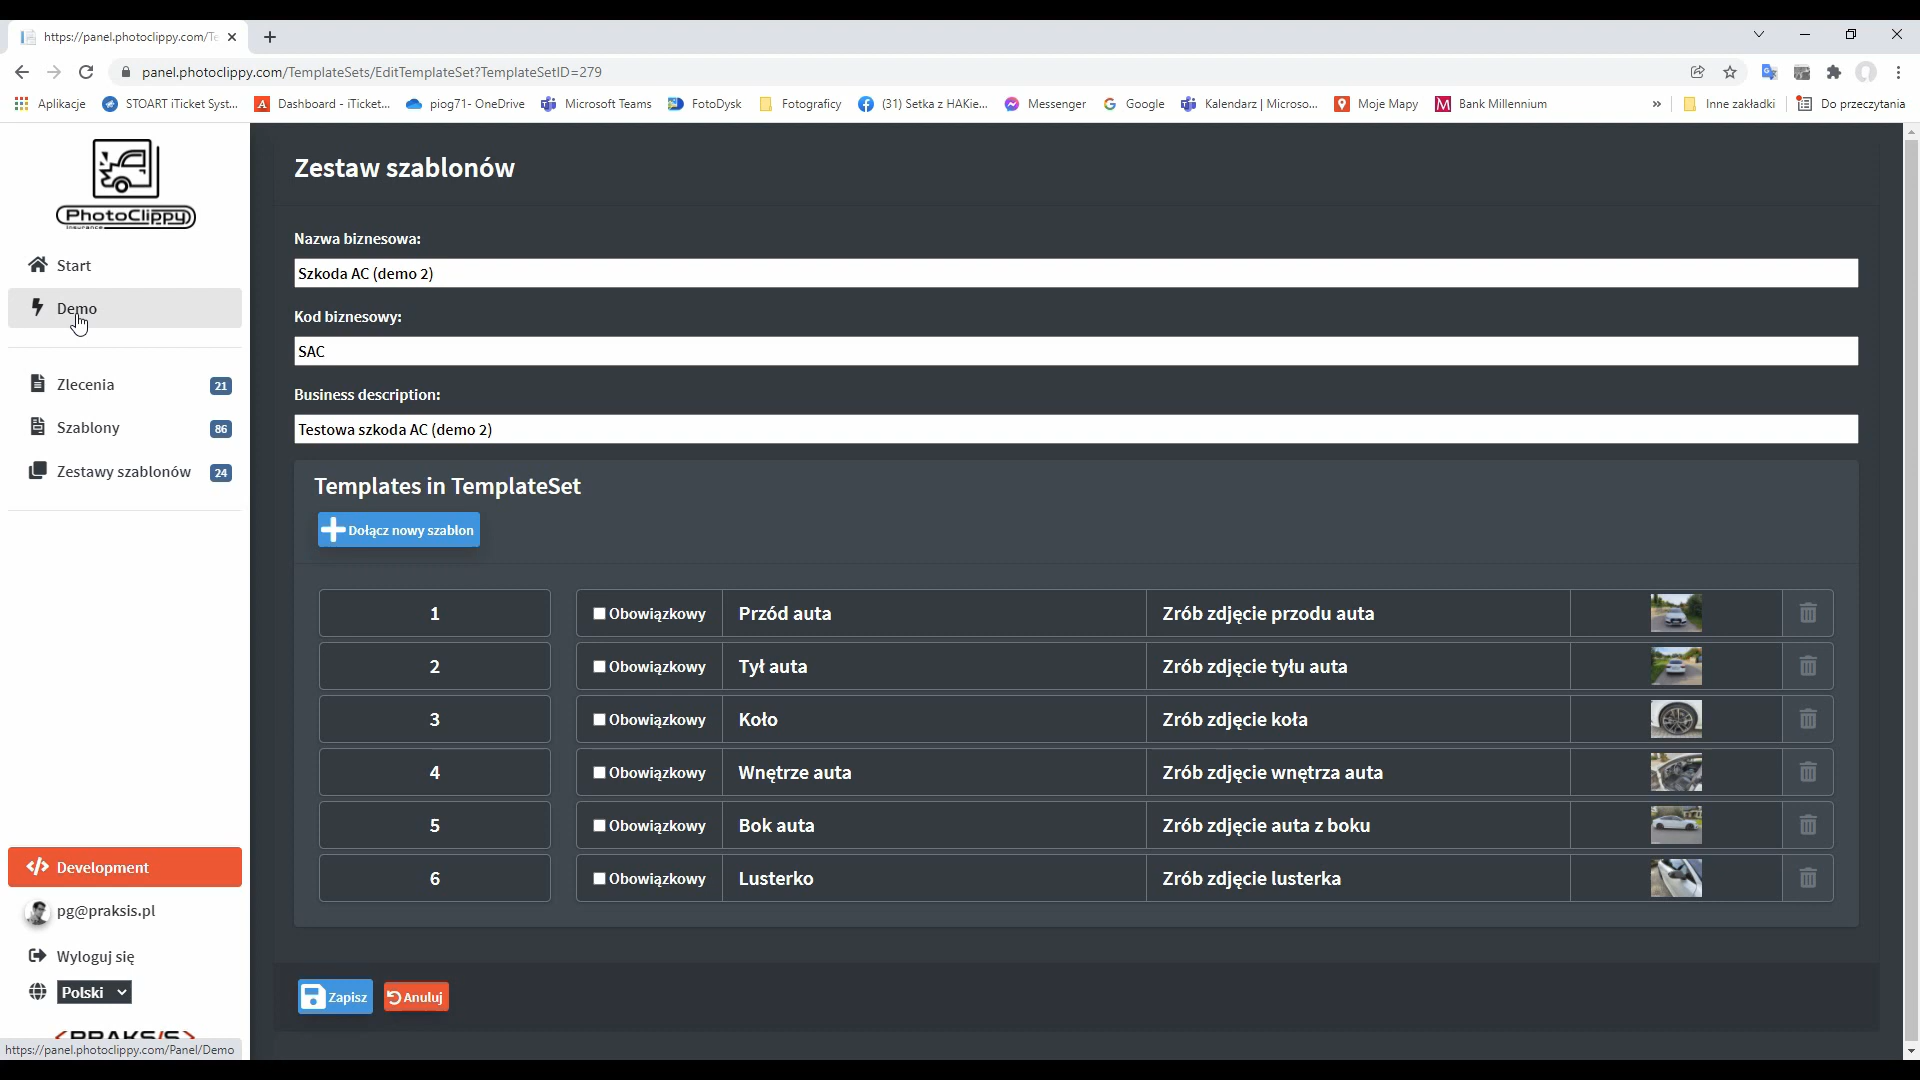 https://panel.photoclippy.com/Te
panel.photoclippy.com/TemplateSets/EditTemplateSet?TemplateSetID=279
Aplikacje
STOART iTicket Syst...
Dashboard - iTicket...
piog71- OneDrive
Microsoft Teams
FotoDysk
Fotograficy
(31) Setka z HAKie...
Messenger
Google
Kalendarz | Microso...
Moje Mapy
Bank Millennium
»
Inne zakładki
Do przeczytania
PhotoClippy
Insurance
Start
Demo
Zlecenia 21
Szablony 86
Zestawy szablonów 24
Development
pg@praksis.pl
Wyloguj się
Polski
PRAKSIS
https://panel.photoclippy.com/Panel/Demo
Zestaw szablonów
Nazwa biznesowa:
Szkoda AC (demo 2)
Kod biznesowy:
SAC
Business description:
Testowa szkoda AC (demo 2)
Templates in TemplateSet
Dołącz nowy szablon
1 Obowiązkowy Przód auta Zrób zdjęcie przodu auta
2 Obowiązkowy Tył auta Zrób zdjęcie tyłu auta
3 Obowiązkowy Koło Zrób zdjęcie koła
4 Obowiązkowy Wnętrze auta Zrób zdjęcie wnętrza auta
5 Obowiązkowy Bok auta Zrób zdjęcie auta z boku
6 Obowiązkowy Lusterko Zrób zdjęcie lusterka
Zapisz
Anuluj